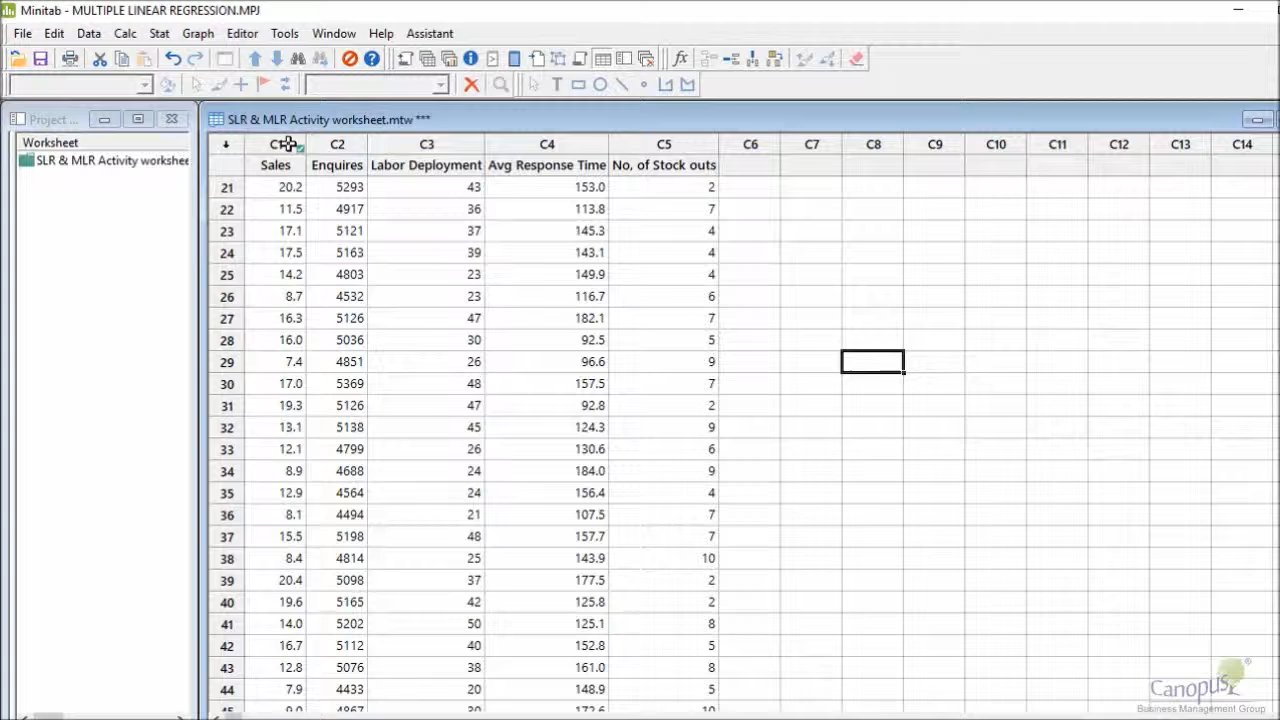 Minitab - MULTIPLE LINEAR REGRESSION.MPJ
File Edit Data Calc Stat Graph Editor Tools Window Help Assistant
Project ... SLR & MLR Activity worksheet.mtw ***
Worksheet
SLR & MLR Activity workshee
C1 C2 C3 C4 C5 C6 C7 C8 C9 C10 C11 C12 C13 C14
Sales Enquires Labor Deployment Avg Response Time No, of Stock outs
21 20.2 5293 43 153.0 2
22 11.5 4917 36 113.8 7
23 17.1 5121 37 145.3 4
24 17.5 5163 39 143.1 4
25 14.2 4803 23 149.9 4
26 8.7 4532 23 116.7 6
27 16.3 5126 47 182.1 7
28 16.0 5036 30 92.5 5
29 7.4 4851 26 96.6 9
30 17.0 5369 48 157.5 7
31 19.3 5126 47 92.8 2
32 13.1 5138 45 124.3 9
33 12.1 4799 26 130.6 6
34 8.9 4688 24 184.0 9
35 12.9 4564 24 156.4 4
36 8.1 4494 21 107.5 7
37 15.5 5198 48 157.7 7
38 8.4 4814 25 143.9 10
39 20.4 5098 37 177.5 2
40 19.6 5165 42 125.8 2
41 14.0 5202 50 125.1 8
42 16.7 5112 40 152.8 5
43 12.8 5076 38 161.0 8
44 7.9 4433 20 148.9 5
45 9.0 4867 30 172.6 10
Canopus
Business Management Group